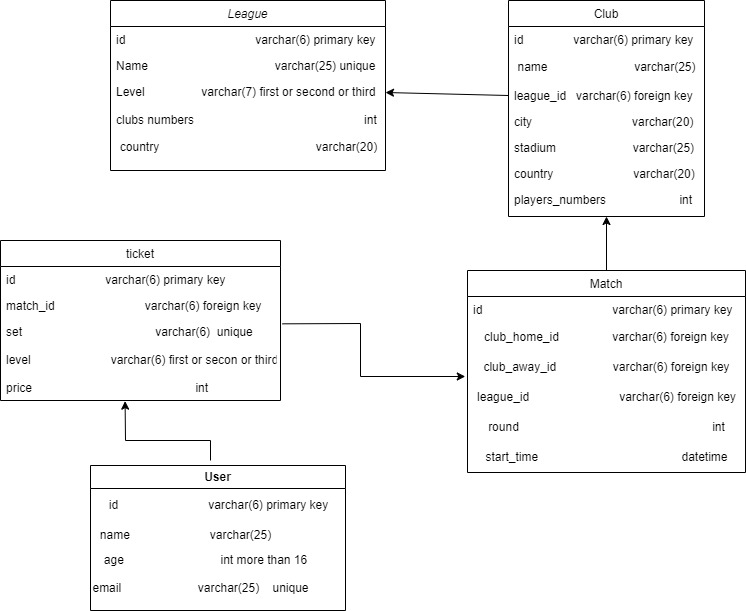 League
id varchar(6) primary key
Name varchar(25) unique
Level varchar(7) first or second or third
clubs numbers int
country varchar(20)
Club
id varchar(6) primary key
name varchar(25)
league_id varchar(6) foreign key
city varchar(20)
stadium varchar(25)
country varchar(20)
players_numbers int
ticket
id varchar(6) primary key
match_id varchar(6) foreign key
set varchar(6) unique
level varchar(6) first or secon or third
price int
Match
id varchar(6) primary key
club_home_id varchar(6) foreign key
club_away_id varchar(6) foreign key
league_id varchar(6) foreign key
round int
start_time datetime
User
id varchar(6) primary key
name varchar(25)
age int more than 16
email varchar(25) unique